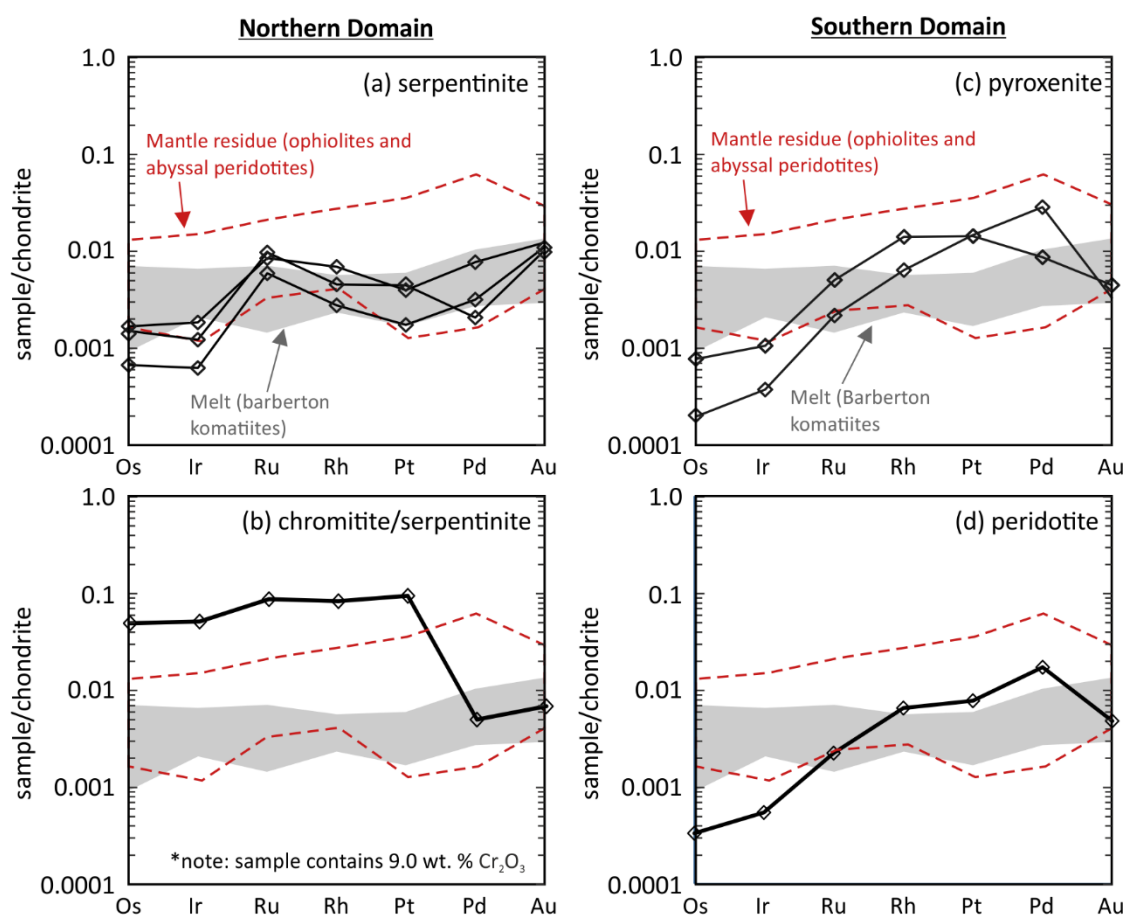 Northern Domain
Southern Domain
(a) serpentinite
1.0
0.1
0.01
0.001
0.0001
sample/chondrite
Mantle residue (ophiolites and
abyssal peridotites)
Melt (barberton
komatiites)
Os Ir Ru Rh Pt Pd Au
(c) pyroxenite
1.0
0.1
0.01
0.001
0.0001
sample/chondrite
Mantle residue (ophiolites and
abyssal peridotites)
Melt (Barberton
komatiites
Os Ir Ru Rh Pt Pd Au
(b) chromitite/serpentinite
1.0
0.1
0.01
0.001
0.0001
sample/chondrite
*note: sample contains 9.0 wt. % Cr₂O₃
Os Ir Ru Rh Pt Pd Au
(d) peridotite
1.0
0.1
0.01
0.001
0.0001
sample/chondrite
Os Ir Ru Rh Pt Pd Au